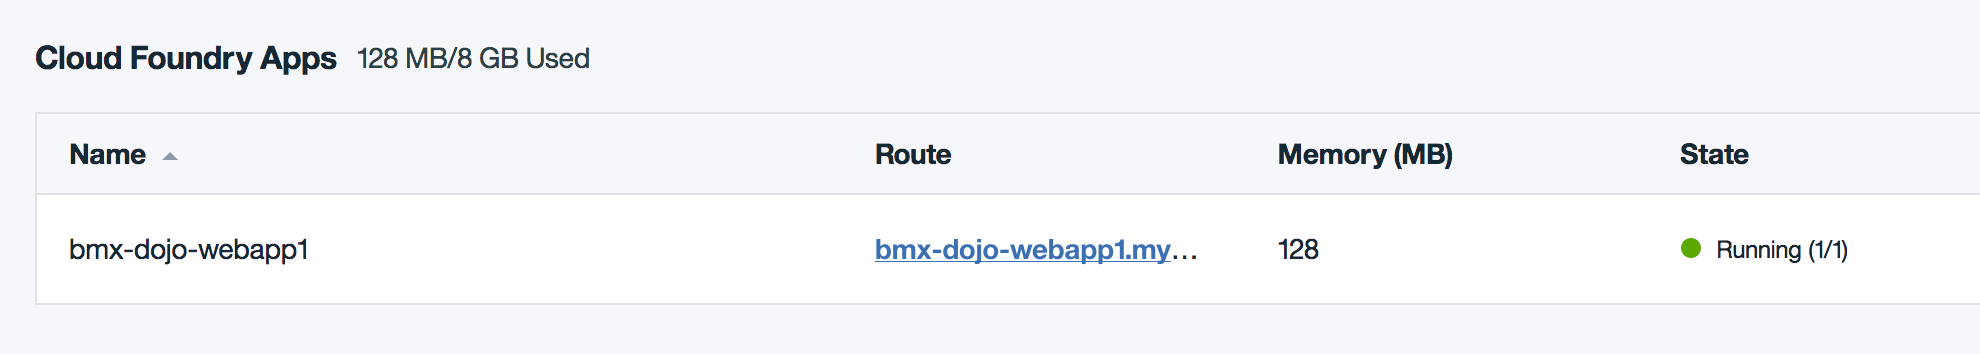 Cloud Foundry Apps 128 MB/8 GB Used
Name Route Memory (MB) State
bmx-dojo-webapp1 bmx-dojo-webapp1.my... 128 Running (1/1)